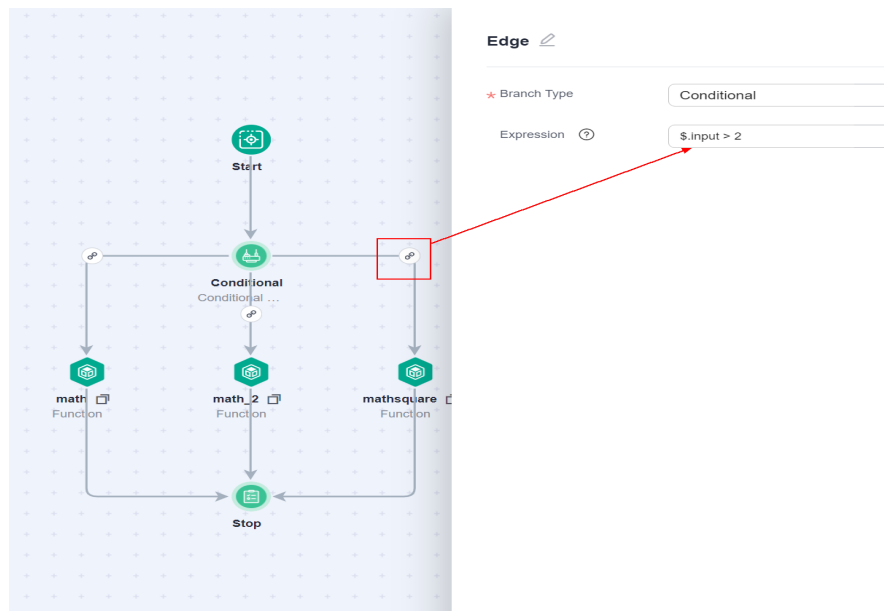 Start
Conditional
Conditional ...
math
Function
math_2
Function
mathsquare
Function
Stop
Edge
* Branch Type
Conditional
Expression ?
$.input > 2